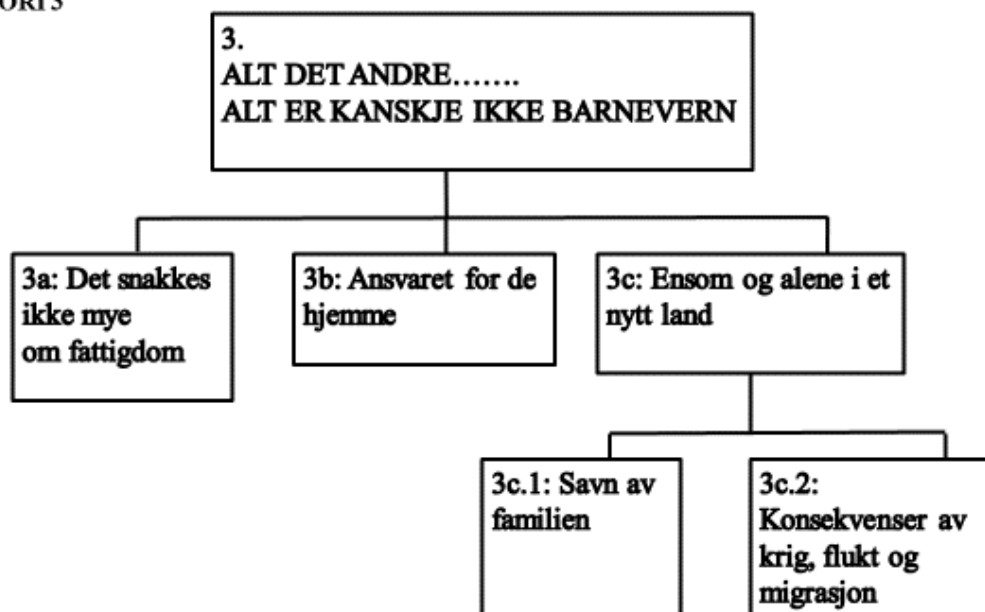 3.
ALT DET ANDRE.......
ALT ER KANSKJE IKKE BARNEVERN
3a: Det snakkes
ikke mye
om fattigdom
3b: Ansvaret for de
hjemme
3c: Ensom og alene i et
nytt land
3c.1: Savn av
familien
3c.2:
Konsekvenser av
krig, flukt og
migrasjon